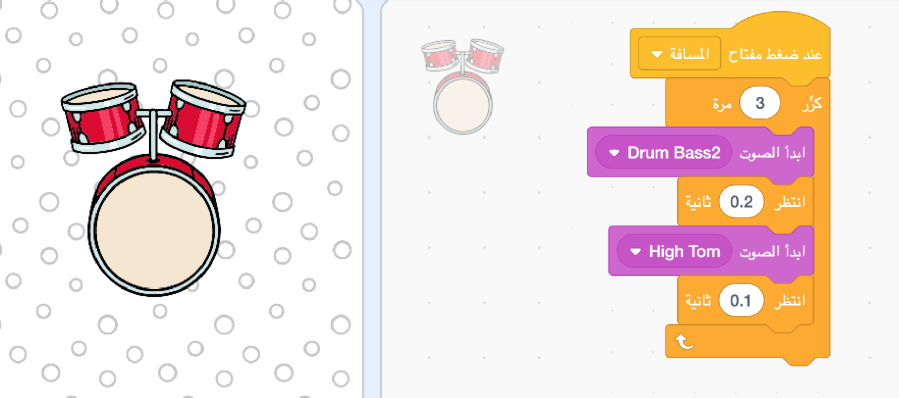 عند ضغط مفتاح المسافة
كرِّر 3 مرة
ابدأ الصوت Drum Bass2
انتظر 0.2 ثانية
ابدأ الصوت High Tom
انتظر 0.1 ثانية